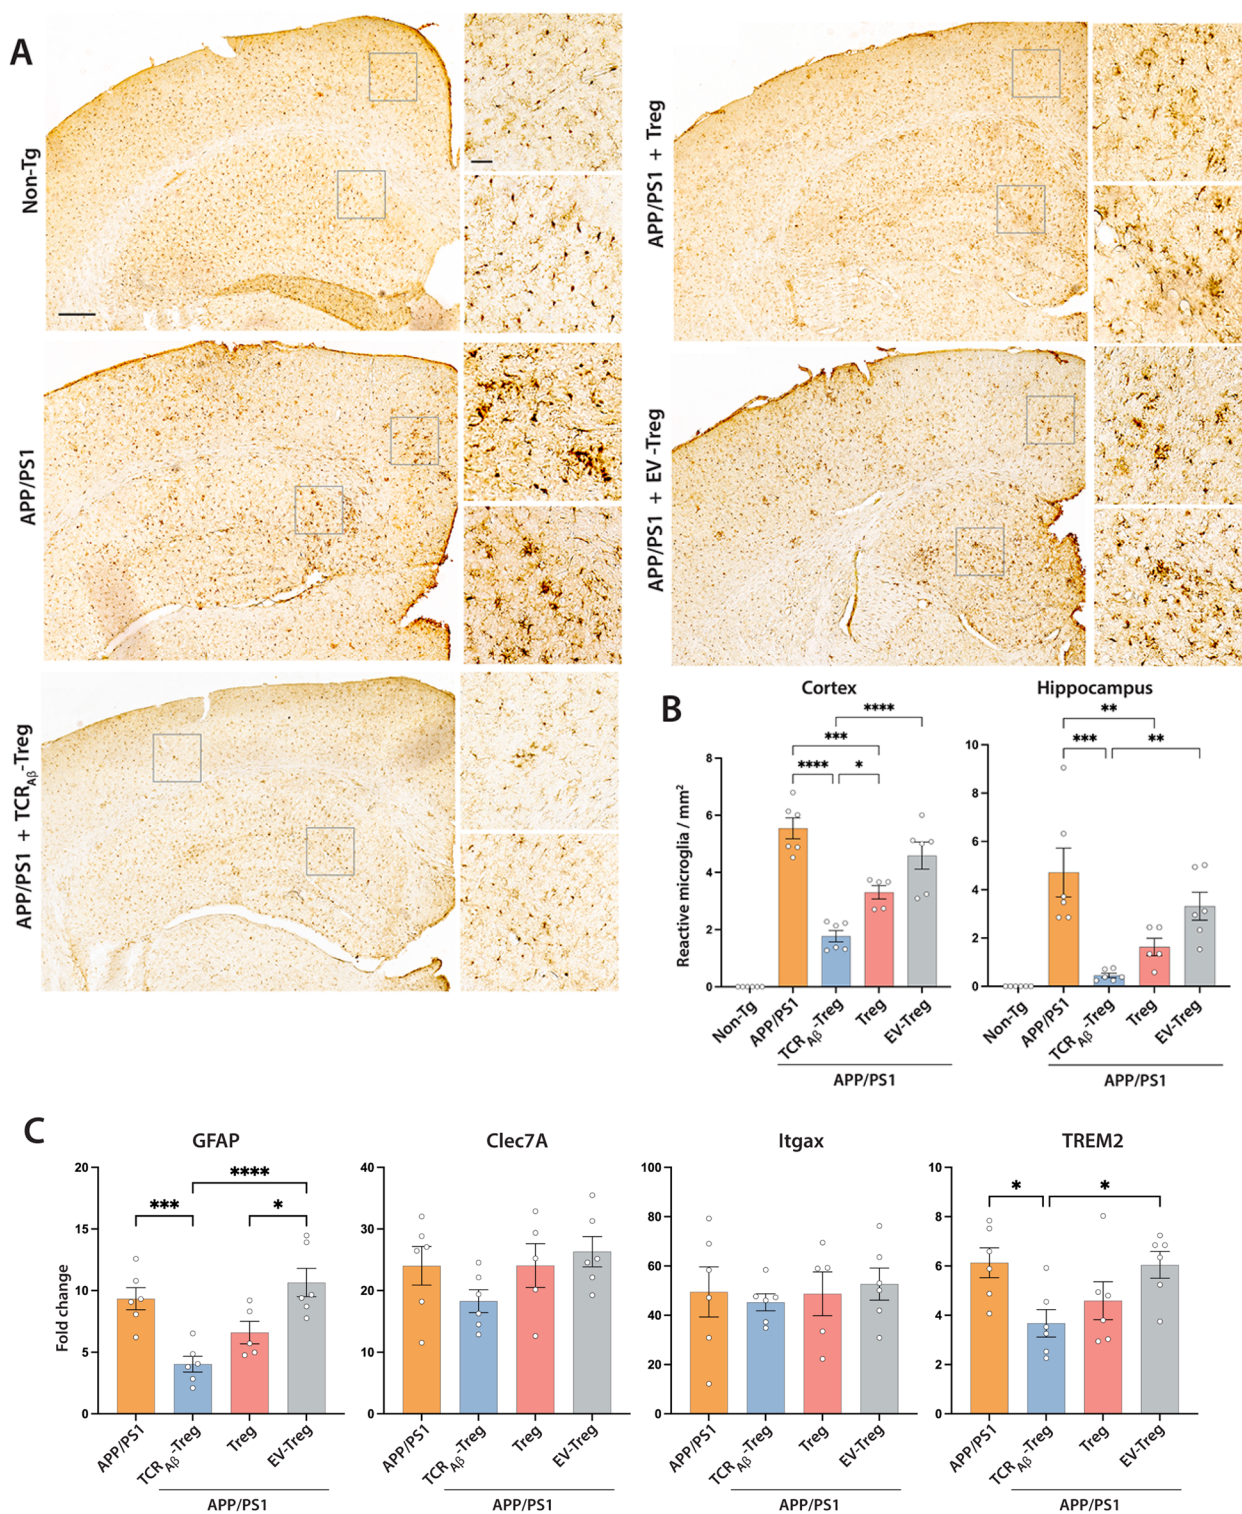 A
Non-Tg
APP/PS1
APP/PS1 + TCRAβ-Treg
APP/PS1 + Treg
APP/PS1 + EV -Treg
B
Cortex
Hippocampus
****
***
****
*
**
***
**
Reactive microglia / mm²
8
6
4
2
0
10
8
6
4
2
0
Non-Tg
APP/PS1
TCRAβ-Treg
Treg
EV-Treg
APP/PS1
Non-Tg
APP/PS1
TCRAβ-Treg
Treg
EV-Treg
APP/PS1
C
GFAP
Clec7A
Itgax
TREM2
Fold change
20
15
10
5
0
****
***
*
APP/PS1
TCRAβ-Treg
Treg
EV-Treg
APP/PS1
40
30
20
10
0
APP/PS1
TCRAβ-Treg
Treg
EV-Treg
APP/PS1
100
80
60
40
20
0
APP/PS1
TCRAβ-Treg
Treg
EV-Treg
APP/PS1
10
8
6
4
2
0
*
*
APP/PS1
TCRAβ-Treg
Treg
EV-Treg
APP/PS1